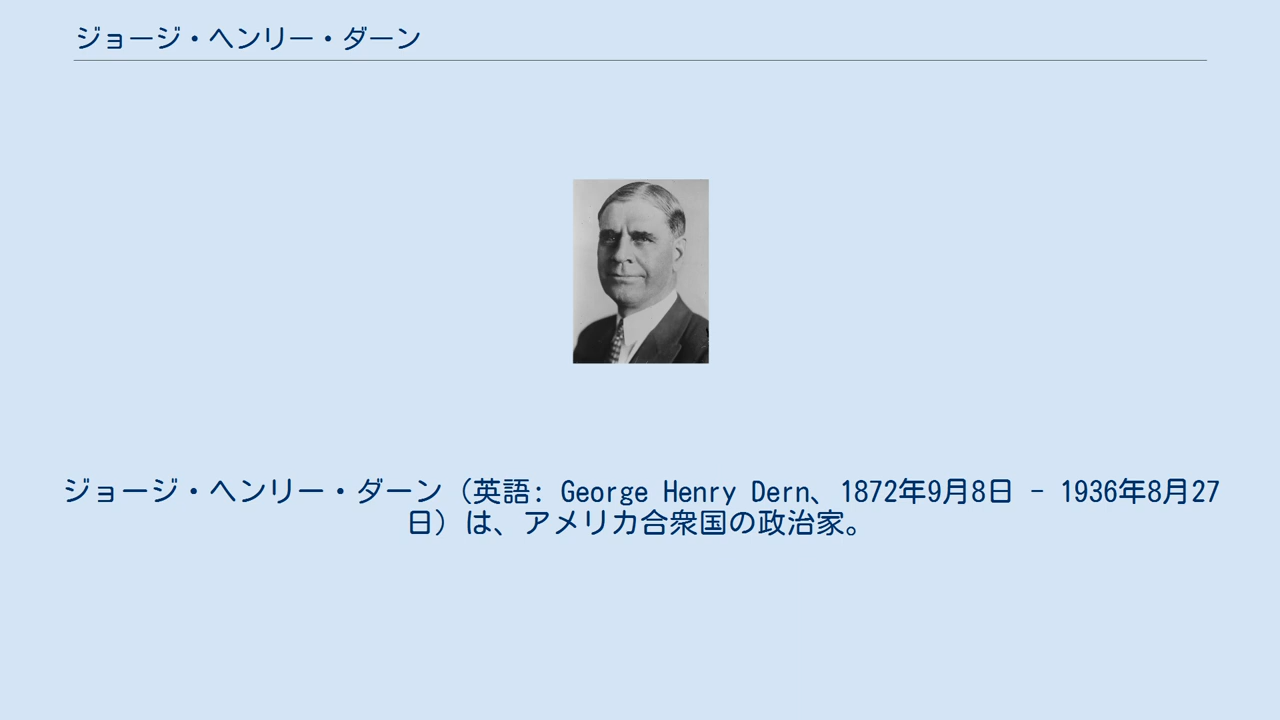 ジョージ・ヘンリー・ダーン
ジョージ・ヘンリー・ダーン（英語: George Henry Dern、1872年9月8日 - 1936年8月27
日）は、アメリカ合衆国の政治家。